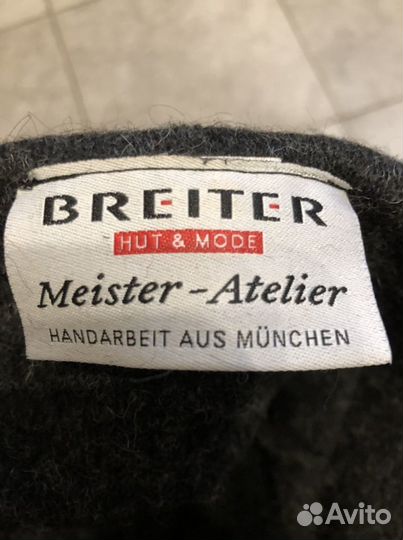 BREITER
HUT & MODE
Meister-Atelier
HANDARBEIT AUS MÜNCHEN
Avito